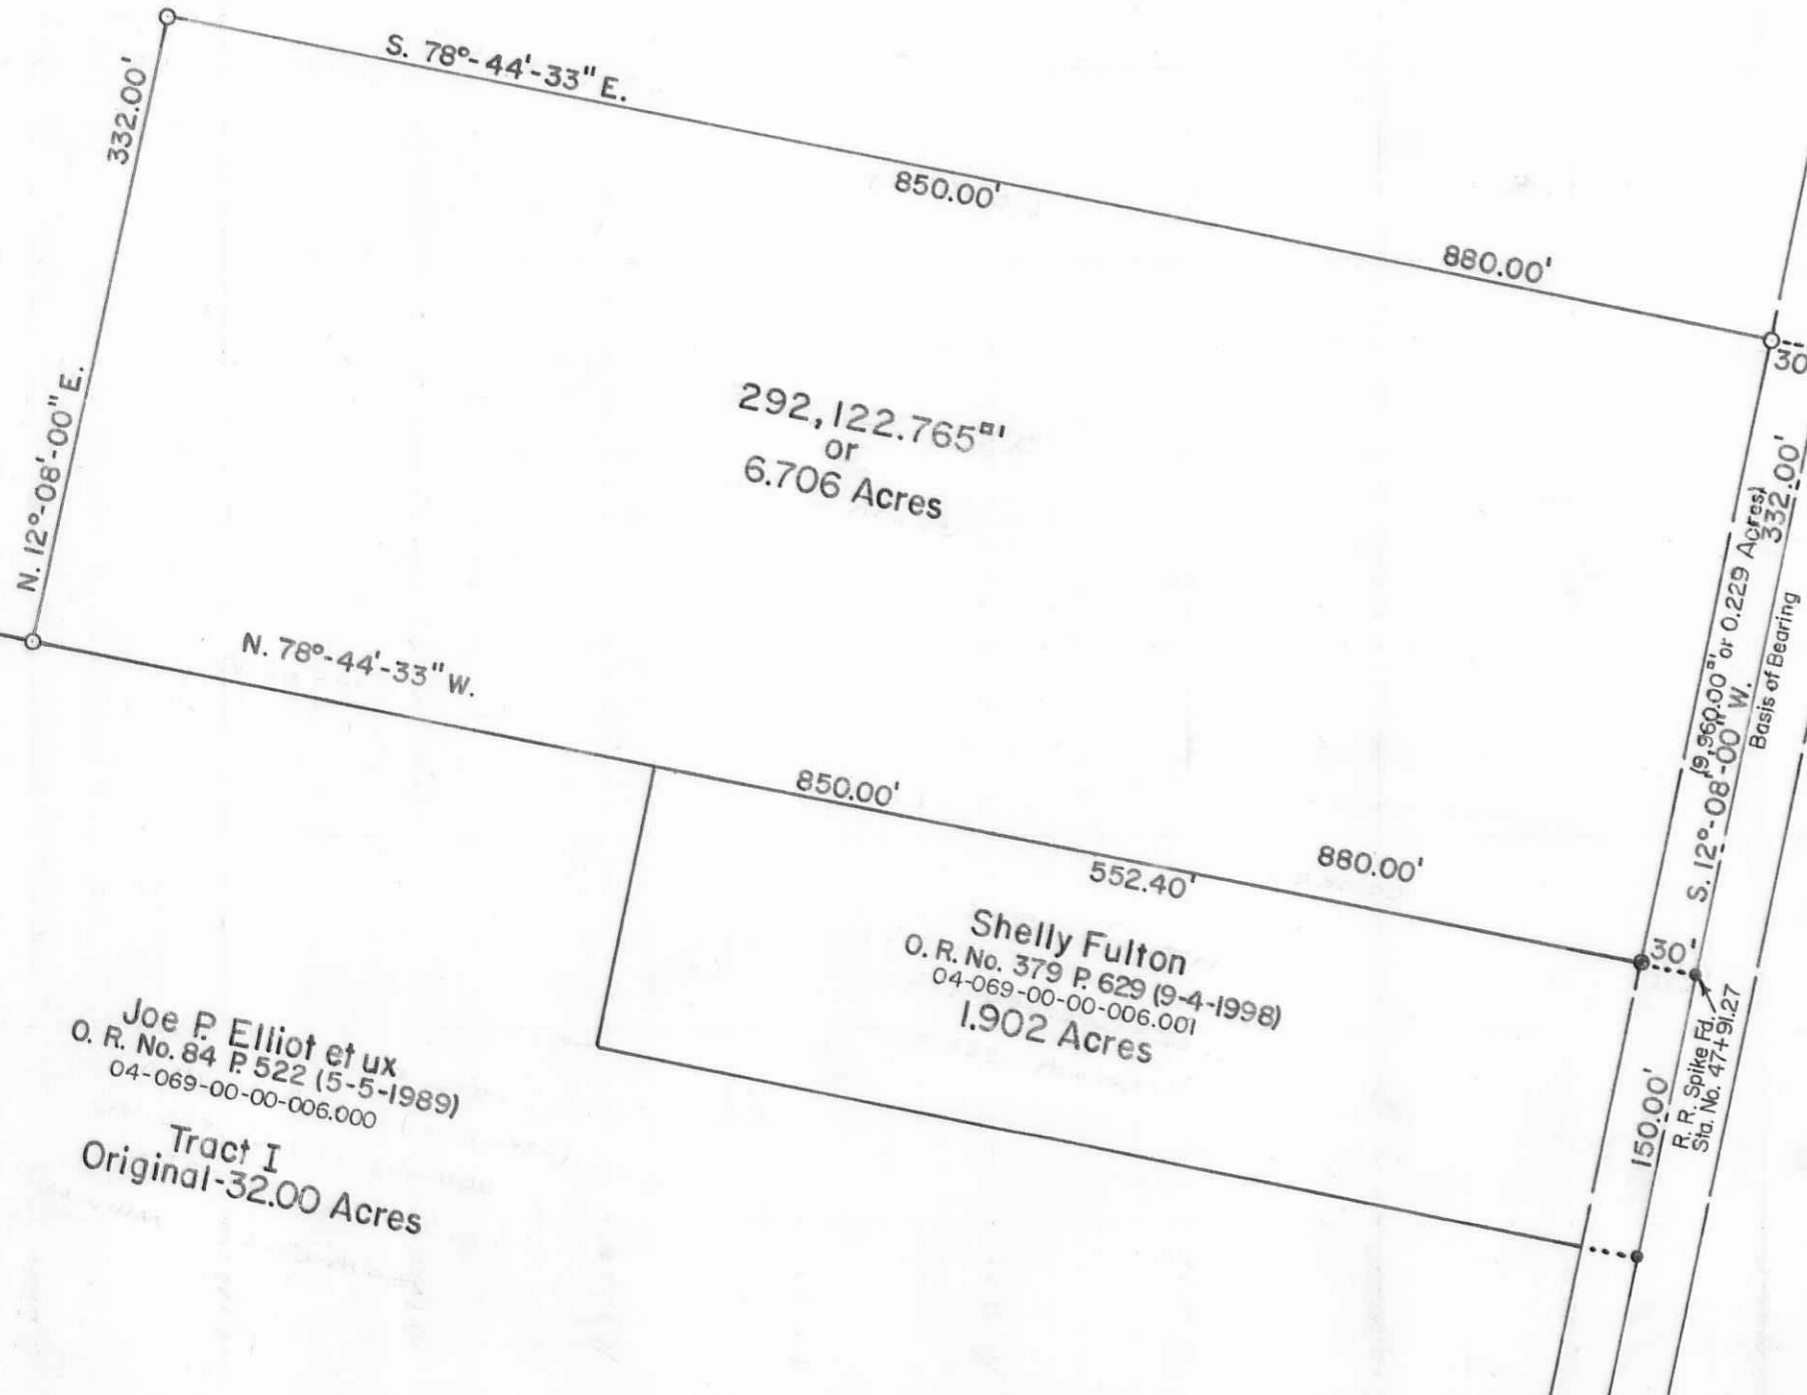 332.00'
S. 78°-44'-33" E.
850.00'
880.00'
30
N. 12°-08'-00" E.
292,122.765⌑'
or
6.706 Acres
332.00'
(9,960.00⌑' or 0.229 Acres)
S. 12°-08'-00" W.
Basis of Bearing
N. 78°-44'-33" W.
850.00'
880.00'
552.40'
30'
Shelly Fulton
O. R. No. 379 P. 629 (9-4-1998)
04-069-00-00-006.001
1.902 Acres
R. R. Spike Fd.
Sta. No. 47+91.27
150.00'
Joe P. Elliot et ux
O. R. No. 84 P. 522 (5-5-1989)
04-069-00-00-006.000
Tract I
Original-32.00 Acres